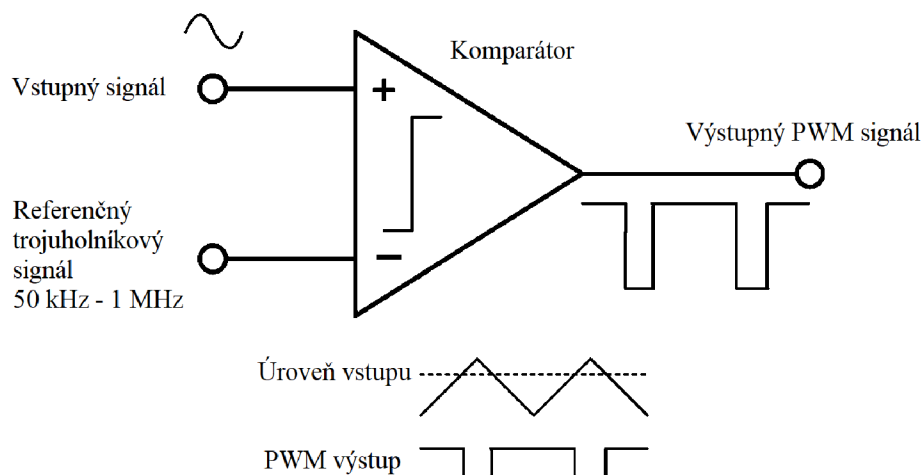 Komparátor
Vstupný signál
+
Výstupný PWM signál
Referenčný
trojuholníkový
signál
50 kHz - 1 MHz
−
Úroveň vstupu
PWM výstup